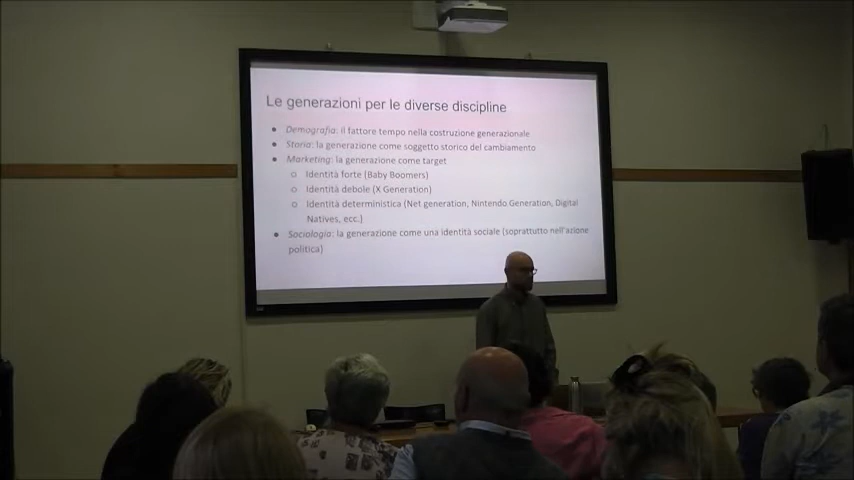 Le generazioni per le diverse discipline
Demografia: il fattore tempo nella costruzione generazionale
Storia: la generazione come soggetto storico del cambiamento
Marketing: la generazione come target
Identità forte (Baby Boomers)
Identità debole (X Generation)
Identità deterministica (Net generation, Nintendo Generation, Digital
Natives, ecc.)
Sociologia: la generazione come una identità sociale (soprattutto nell'azione
politica)